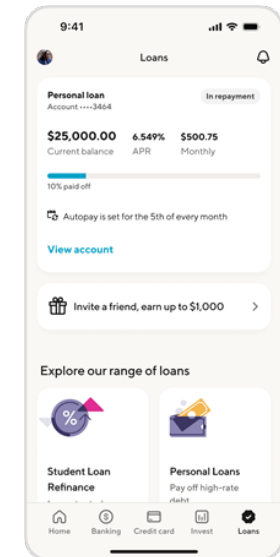 9:41
Loans
Personal loan
In repayment
Account ····3464
$25,000.00 6.549% $500.75
Current balance APR Monthly
10% paid off
Autopay is set for the 5th of every month
View account
Invite a friend, earn up to $1,000
Explore our range of loans
%
Student Loan
Refinance
Personal Loans
Pay off high-rate
debt
Home Banking Credit card Invest Loans